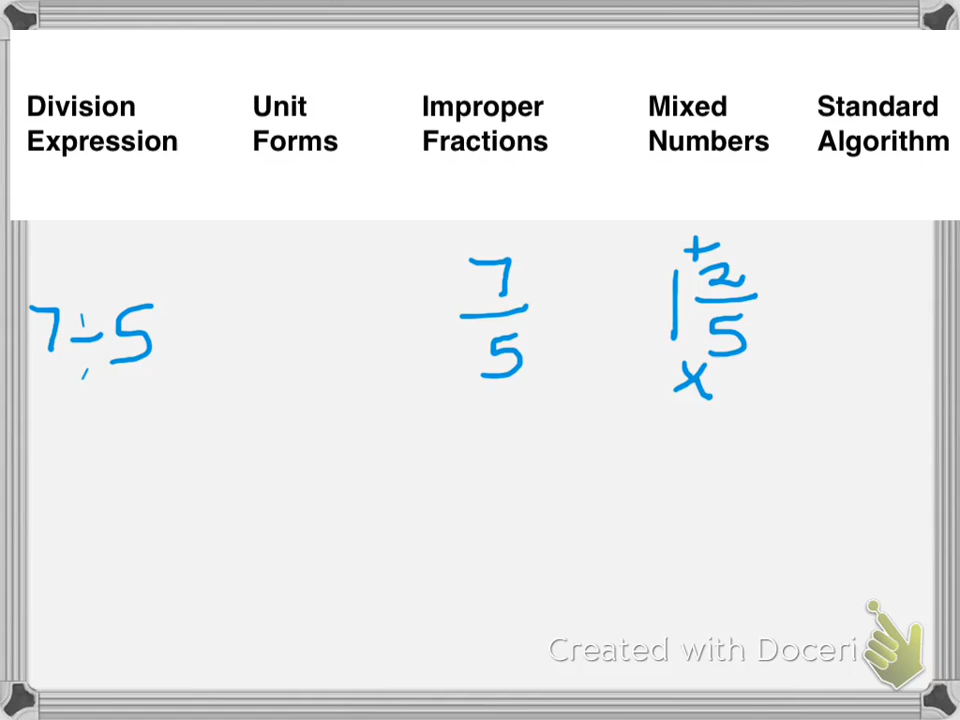 Division Expression
Unit Forms
Improper Fractions
Mixed Numbers
Standard Algorithm
7÷5
7
5
1 + 2
5
x
Created with Doceri